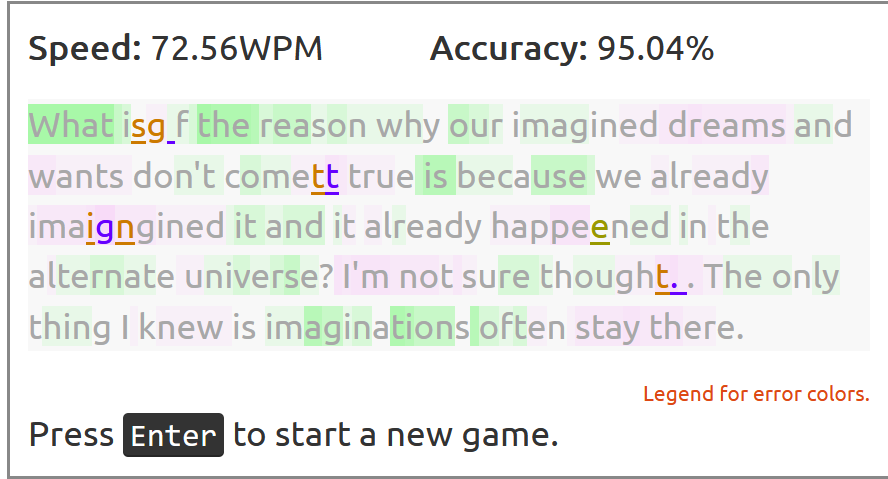 Speed: 72.56WPM Accuracy: 95.04%
What isg f the reason why our imagined dreams and
wants don't comettt true is because we already
imaigngined it and it already happeened in the
alternate universe? I'm not sure thought. . The only
thing I knew is imaginations often stay there.
Legend for error colors.
Press Enter to start a new game.